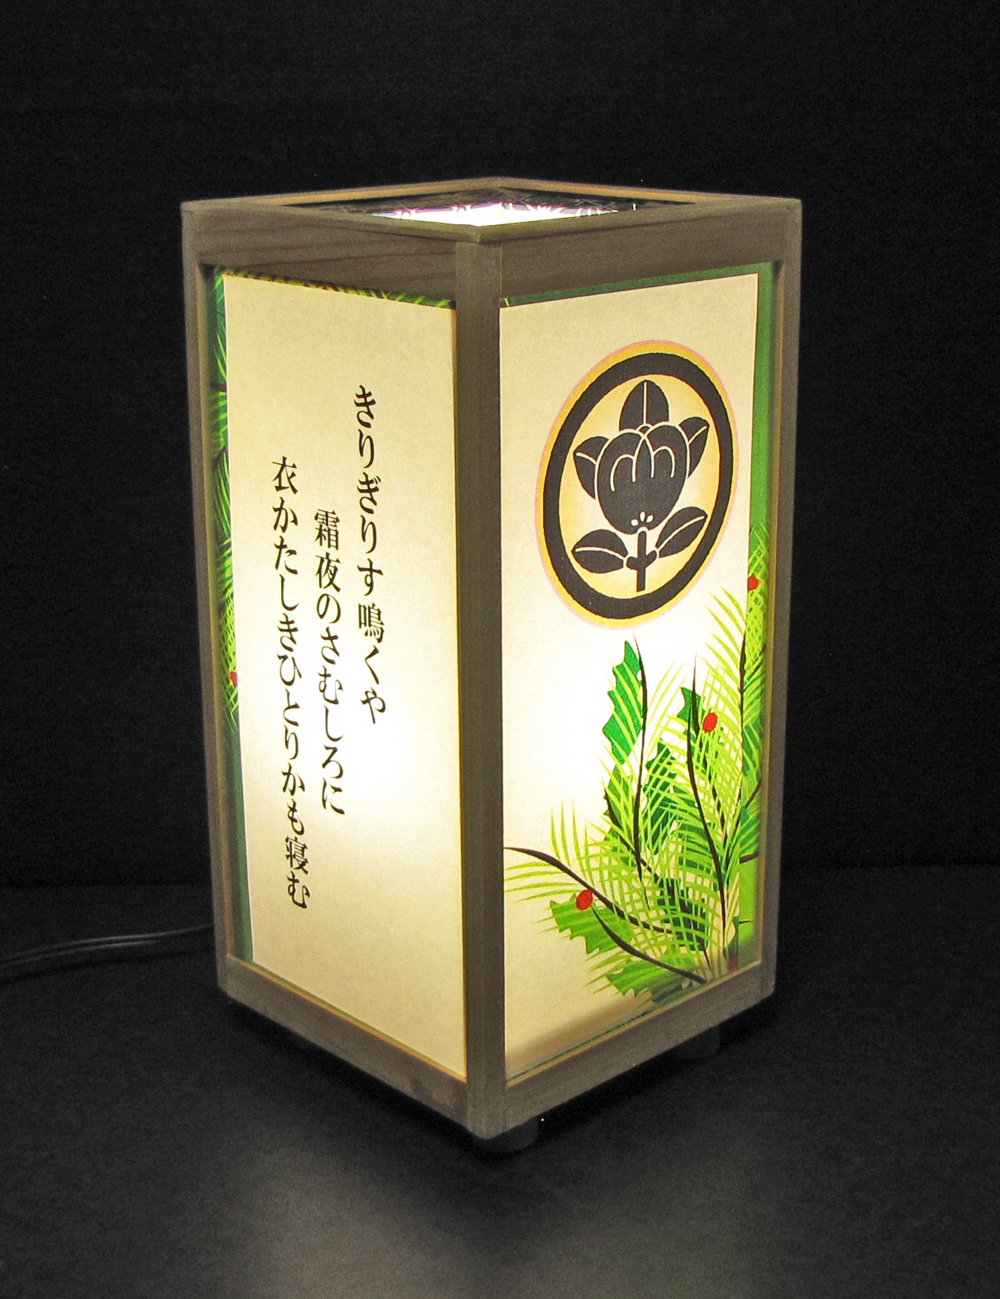 きりぎりす鳴くや
霜夜のさむしろに
衣かたしきひとりかも寝む